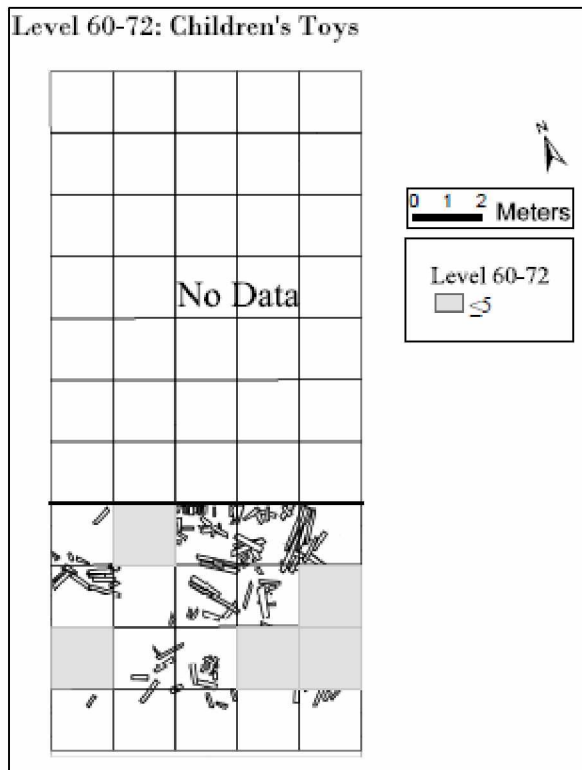 Level 60-72: Children's Toys
N
0 1 2
Meters
Level 60-72
≤5
No Data